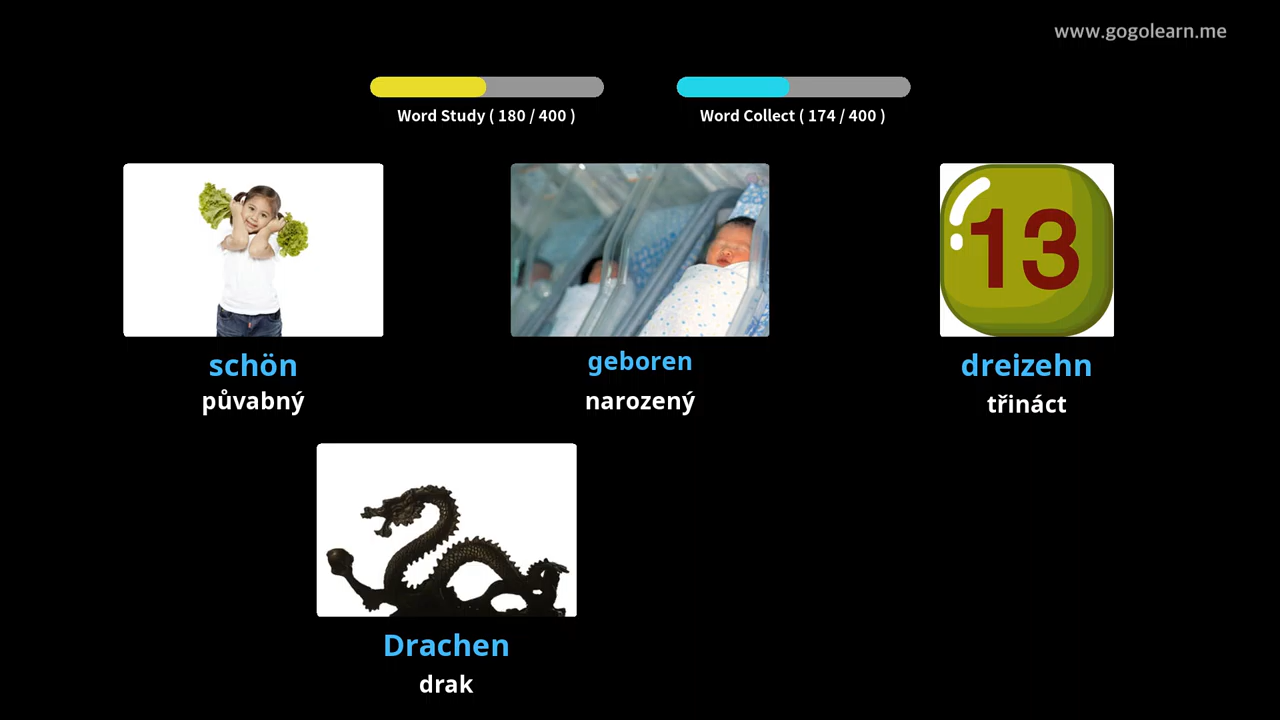 www.gogolearn.me
Word Study ( 180 / 400 )
Word Collect ( 174 / 400 )
13
schön
půvabný
geboren
narozený
dreizehn
třináct
Drachen
drak